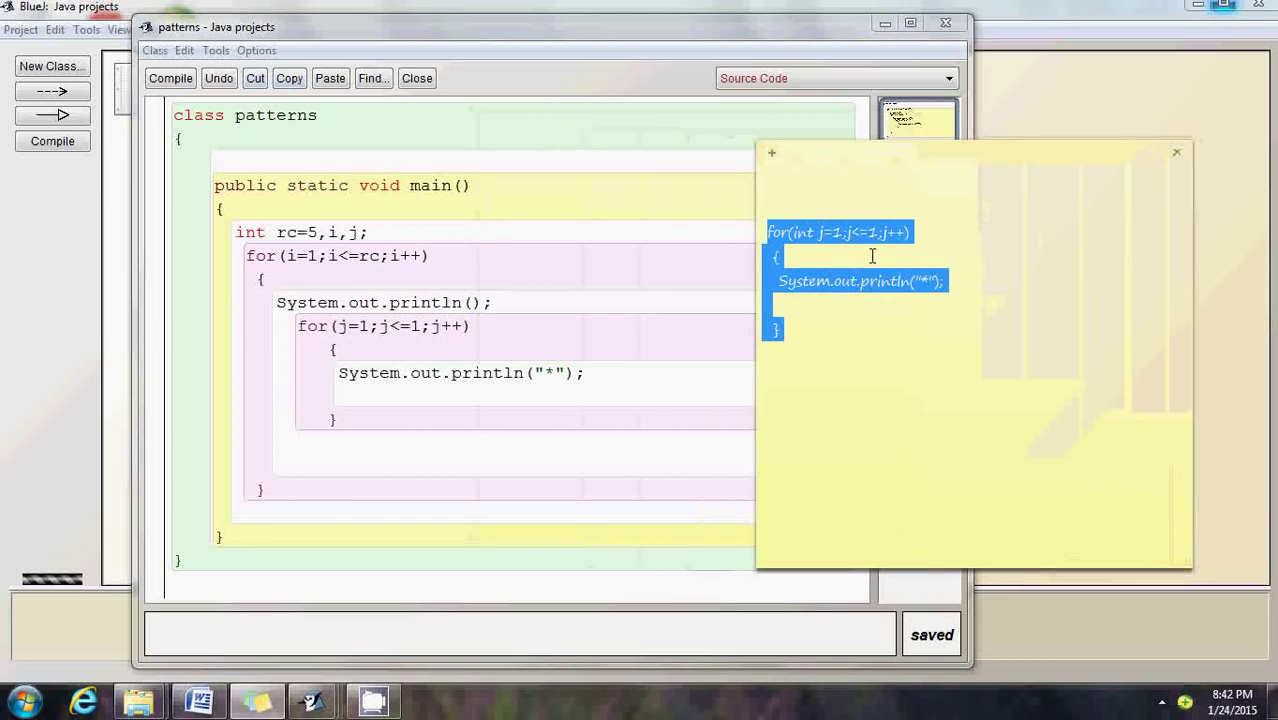 BlueJ: Java projects
Project Edit Tools View
New Class...
Compile
patterns - Java projects
Class Edit Tools Options
Compile Undo Cut Copy Paste Find... Close
Source Code
class patterns
{
public static void main()
{
int rc=5,i,j;
for(i=1;i<=rc;i++)
{
System.out.println();
for(j=1;j<=1;j++)
{
System.out.println("*");
}
}
}
}
saved
+
for(int j=1;j<=1;j++)
{
System.out.println("*");
}
8:42 PM
1/24/2015